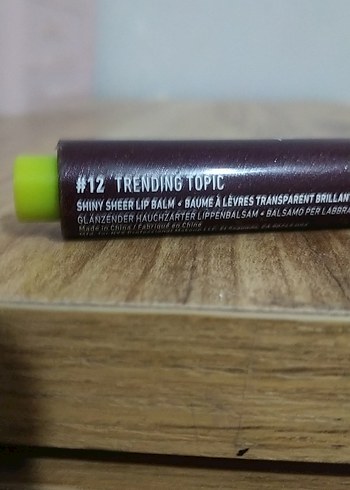 #12 TRENDING TOPIC
SHINY SHEER LIP BALM • BAUME À LÈVRES TRANSPARENT BRILLANT
GLÄNZENDER HAUCHZARTER LIPPENBALSAM • BALSAMO PER LABBRA
Made in China / Fabriqué en Chine